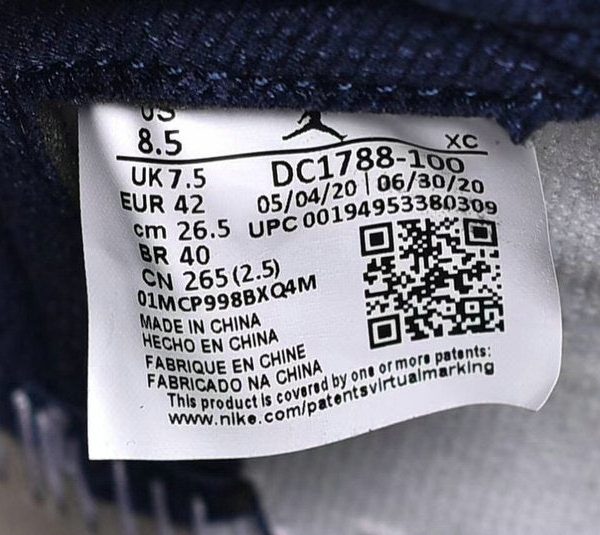 US
8.5
XC
UK 7.5
DC1788-100
EUR 42
05/04/20 | 06/30/20
cm 26.5
UPC 00194953380309
BR 40
CN 265 (2.5)
01MCP998BXQ4M
MADE IN CHINA
HECHO EN CHINA
FABRIQUE EN CHINE
FABRICADO NA CHINA
This product is covered by one or more patents:
www.nike.com/patentsvirtualmarking